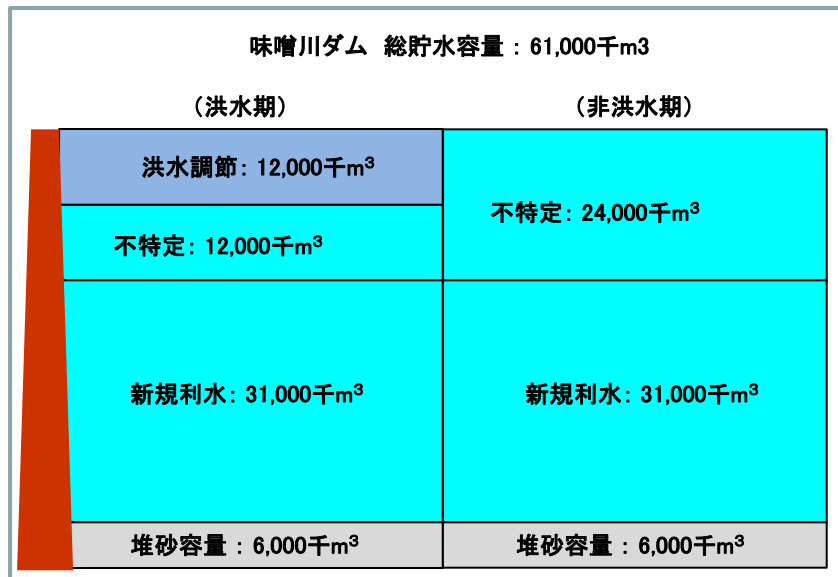 味噌川ダム 総貯水容量：61,000千m3
（洪水期）
（非洪水期）
洪水調節：12,000千m³
不特定：12,000千m³
不特定：24,000千m³
新規利水：31,000千m³
新規利水：31,000千m³
堆砂容量：6,000千m³
堆砂容量：6,000千m³